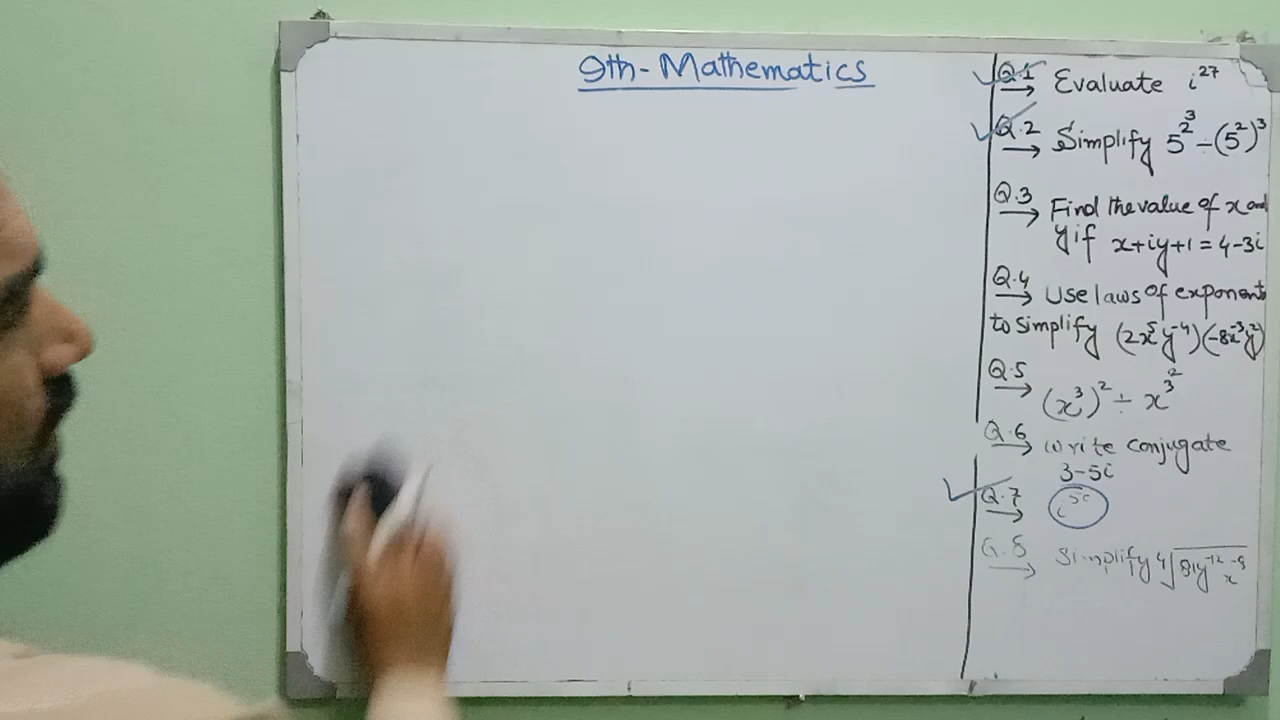 9th-Mathematics
Q.1 Evaluate i²⁷
Q.2 Simplify 5^2^3 ÷ (5²)³
Q.3 Find the value of x and
y if x+iy+1 = 4-3i
Q.4 Use laws of exponents
to simplify (2x⁵y⁻⁴)(-8x⁻³y²)
Q.5 (x³)² ÷ x^3^2
Q.6 write conjugate
3-5i
Q.7
Q.8 Simplify ⁴√81y⁻¹²x⁻⁸